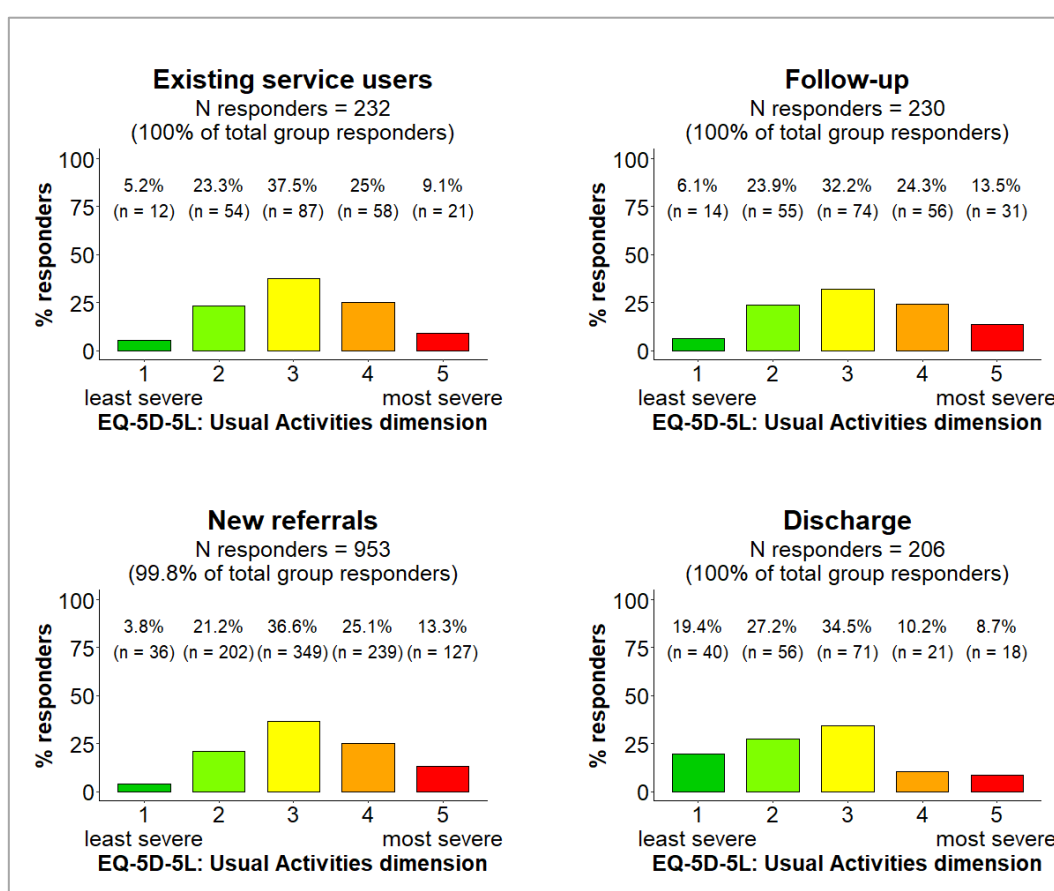 Existing service users
N responders = 232
(100% of total group responders)
% responders
100
75
50
25
0
5.2% 23.3% 37.5% 25% 9.1%
(n = 12) (n = 54) (n = 87) (n = 58) (n = 21)
1 2 3 4 5
least severe most severe
EQ-5D-5L: Usual Activities dimension
Follow-up
N responders = 230
(100% of total group responders)
% responders
100
75
50
25
0
6.1% 23.9% 32.2% 24.3% 13.5%
(n = 14) (n = 55) (n = 74) (n = 56) (n = 31)
1 2 3 4 5
least severe most severe
EQ-5D-5L: Usual Activities dimension
New referrals
N responders = 953
(99.8% of total group responders)
% responders
100
75
50
25
0
3.8% 21.2% 36.6% 25.1% 13.3%
(n = 36) (n = 202) (n = 349) (n = 239) (n = 127)
1 2 3 4 5
least severe most severe
EQ-5D-5L: Usual Activities dimension
Discharge
N responders = 206
(100% of total group responders)
% responders
100
75
50
25
0
19.4% 27.2% 34.5% 10.2% 8.7%
(n = 40) (n = 56) (n = 71) (n = 21) (n = 18)
1 2 3 4 5
least severe most severe
EQ-5D-5L: Usual Activities dimension